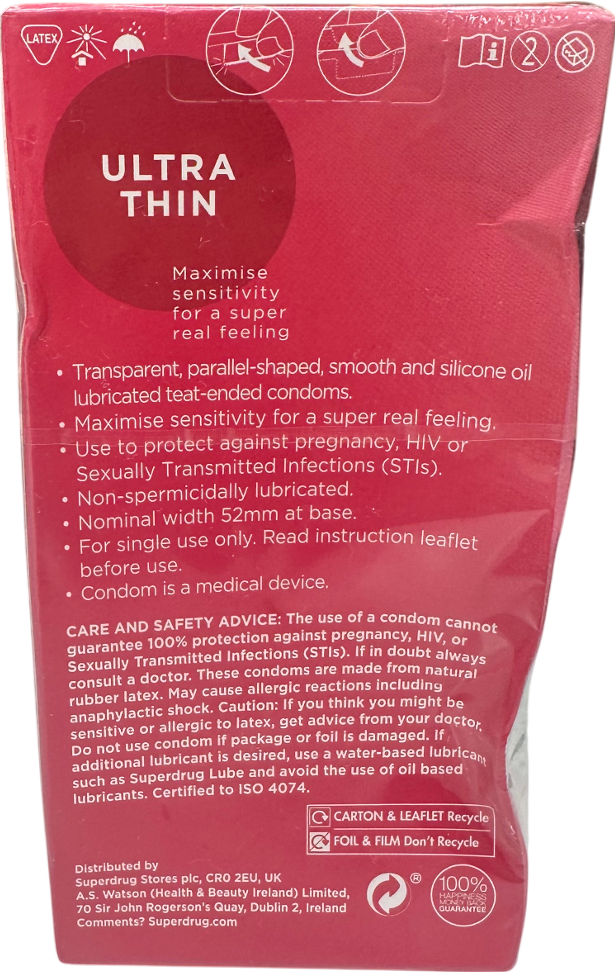 LATEX
ULTRA
THIN
Maximise
sensitivity
for a super
real feeling
• Transparent, parallel-shaped, smooth and silicone oil
lubricated teat-ended condoms.
• Maximise sensitivity for a super real feeling.
• Use to protect against pregnancy, HIV or
Sexually Transmitted Infections (STIs).
• Non-spermicidally lubricated.
• Nominal width 52mm at base.
• For single use only. Read instruction leaflet
before use.
• Condom is a medical device.
CARE AND SAFETY ADVICE: The use of a condom cannot
guarantee 100% protection against pregnancy, HIV, or
Sexually Transmitted Infections (STIs). If in doubt always
consult a doctor. These condoms are made from natural
rubber latex. May cause allergic reactions including
anaphylactic shock. Caution: If you think you might be
sensitive or allergic to latex, get advice from your doctor.
Do not use condom if package or foil is damaged. If
additional lubricant is desired, use a water-based lubricant
such as Superdrug Lube and avoid the use of oil based
lubricants. Certified to ISO 4074.
CARTON & LEAFLET Recycle
FOIL & FILM Don't Recycle
Distributed by
Superdrug Stores plc, CR0 2EU, UK
A.S. Watson (Health & Beauty Ireland) Limited,
70 Sir John Rogerson's Quay, Dublin 2, Ireland
Comments? Superdrug.com
®
100%
HAPPINESS
MONEY BACK
GUARANTEE